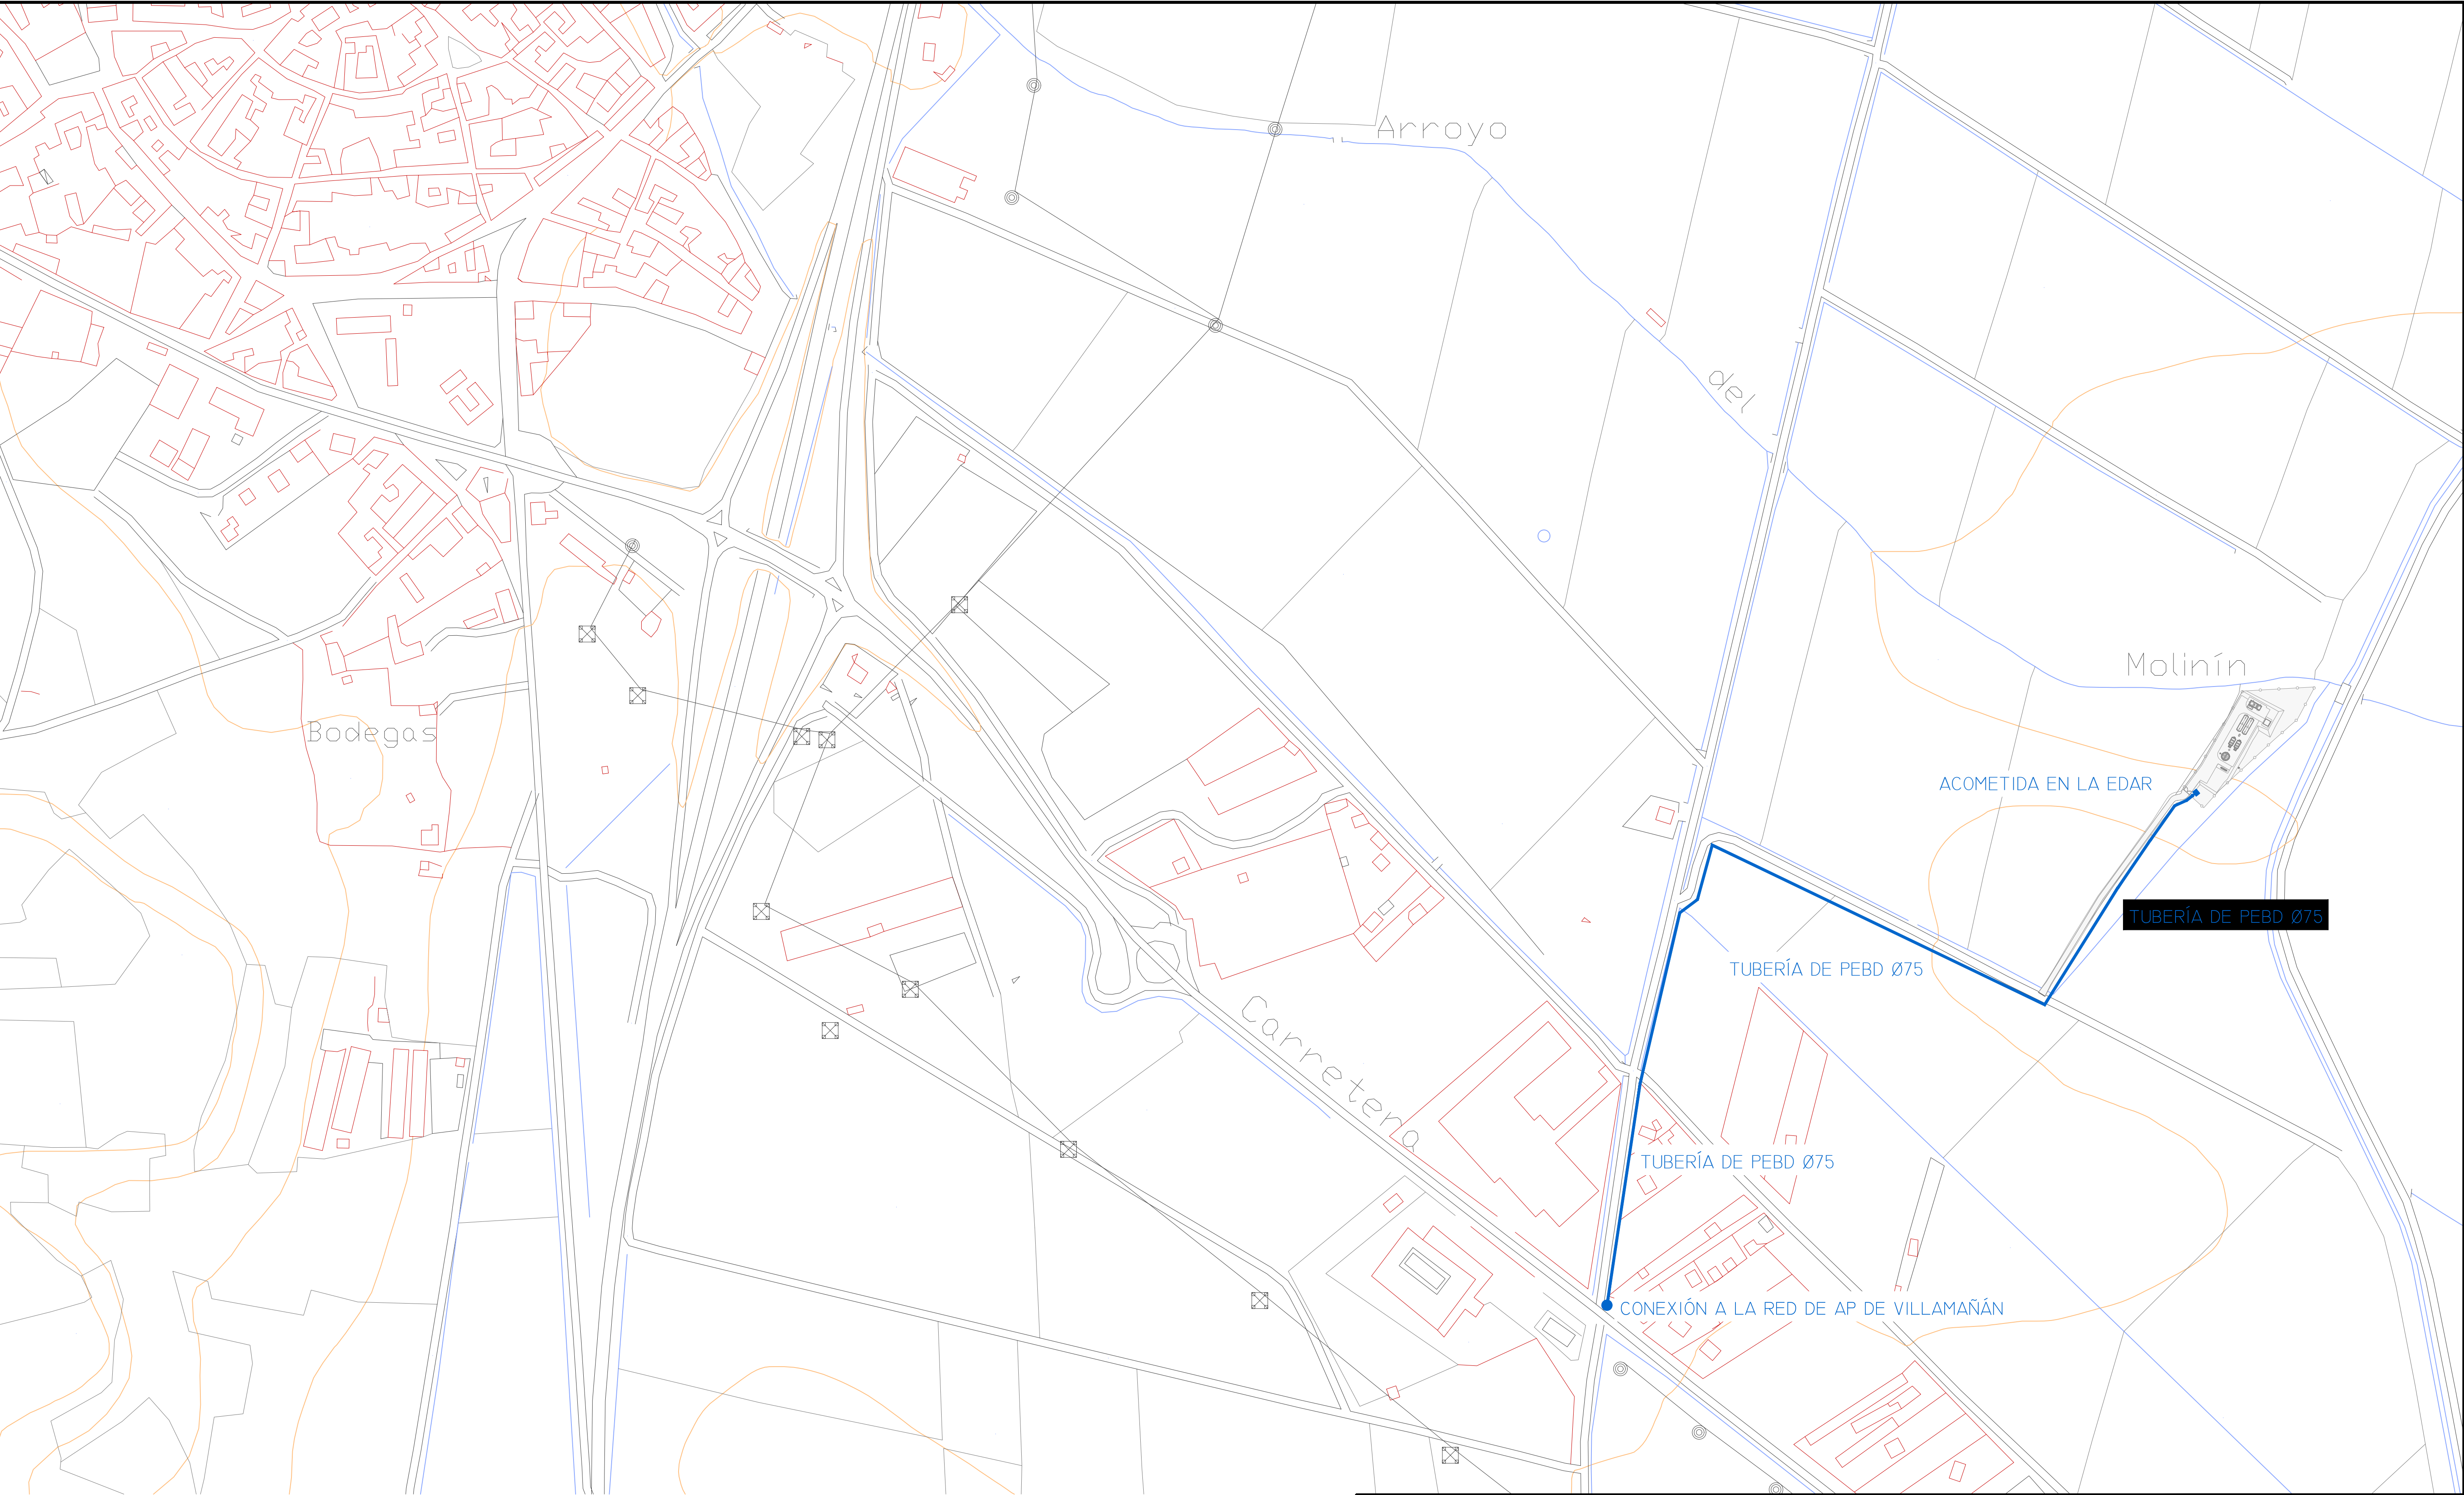 Arroyo
del
Molinín
Bodegas
ACOMETIDA EN LA EDAR
TUBERÍA DE PEBD Ø75
TUBERÍA DE PEBD Ø75
Carretera
TUBERÍA DE PEBD Ø75
CONEXIÓN A LA RED DE AP DE VILLAMAÑÁN